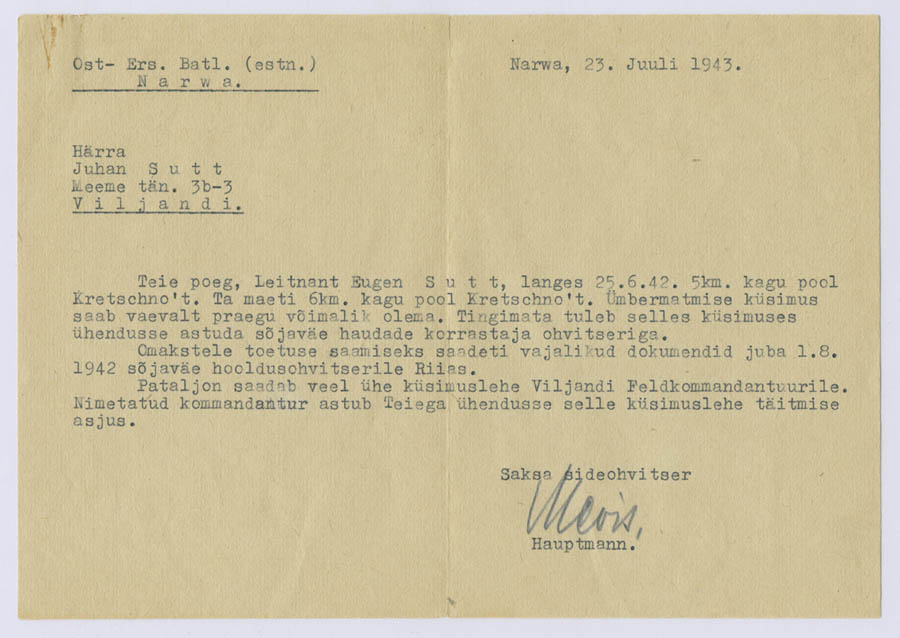 Ost- Ers. Batl. (estn.)
N a r w a.
Narwa, 23. Juuli 1943.
Härra
Juhan S u t t
Meeme tän. 3b-3
V i l j a n d i.
Teie poeg, Leitnant Eugen S u t t, langes 25.6.42. 5km. kagu pool
Kretschno't. Ta maeti 6km. kagu pool Kretschno't. Ümbermatmise küsimus
saab vaevalt praegu võimalik olema. Tingimata tuleb selles küsimuses
ühendusse astuda sõjaväe haudade korrastaja ohvitseriga.
Omakstele toetuse saamiseks saadeti vajalikud dokumendid juba 1.8.
1942 sõjaväe hooldusohvitserile Riias.
Pataljon saadab veel ühe küsimuslehe Viljandi Feldkommandantuurile.
Nimetatud kommandantur astub Teiega ühendusse selle küsimuslehe täitmise
asjus.
Saksa sideohvitser
Hauptmann.